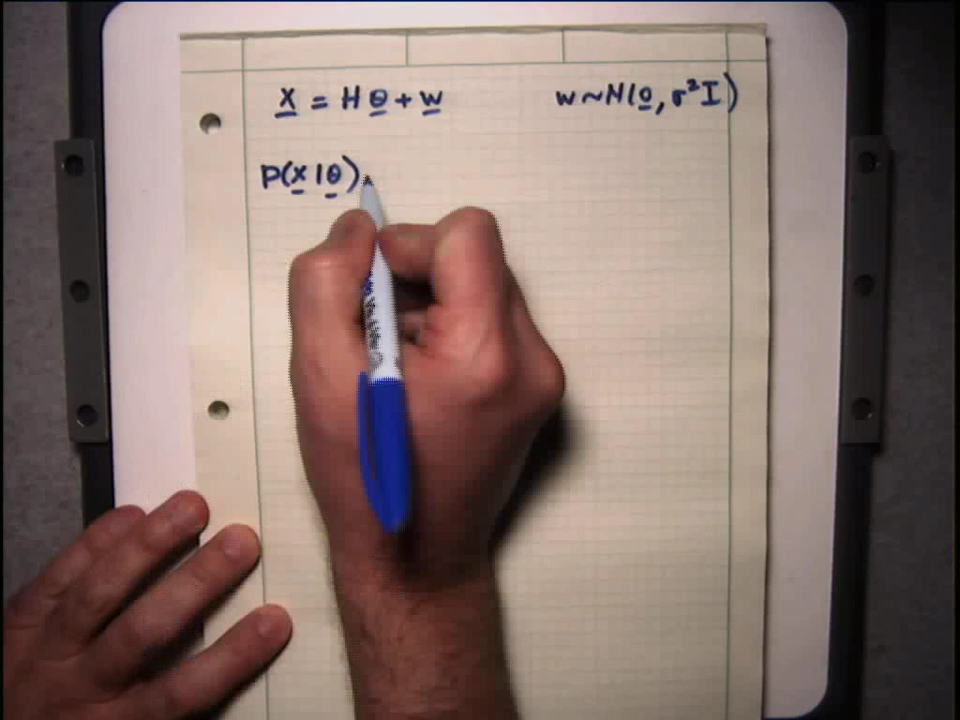 x = Hθ + w w ~ N(0, σ²I)
P(x|θ)